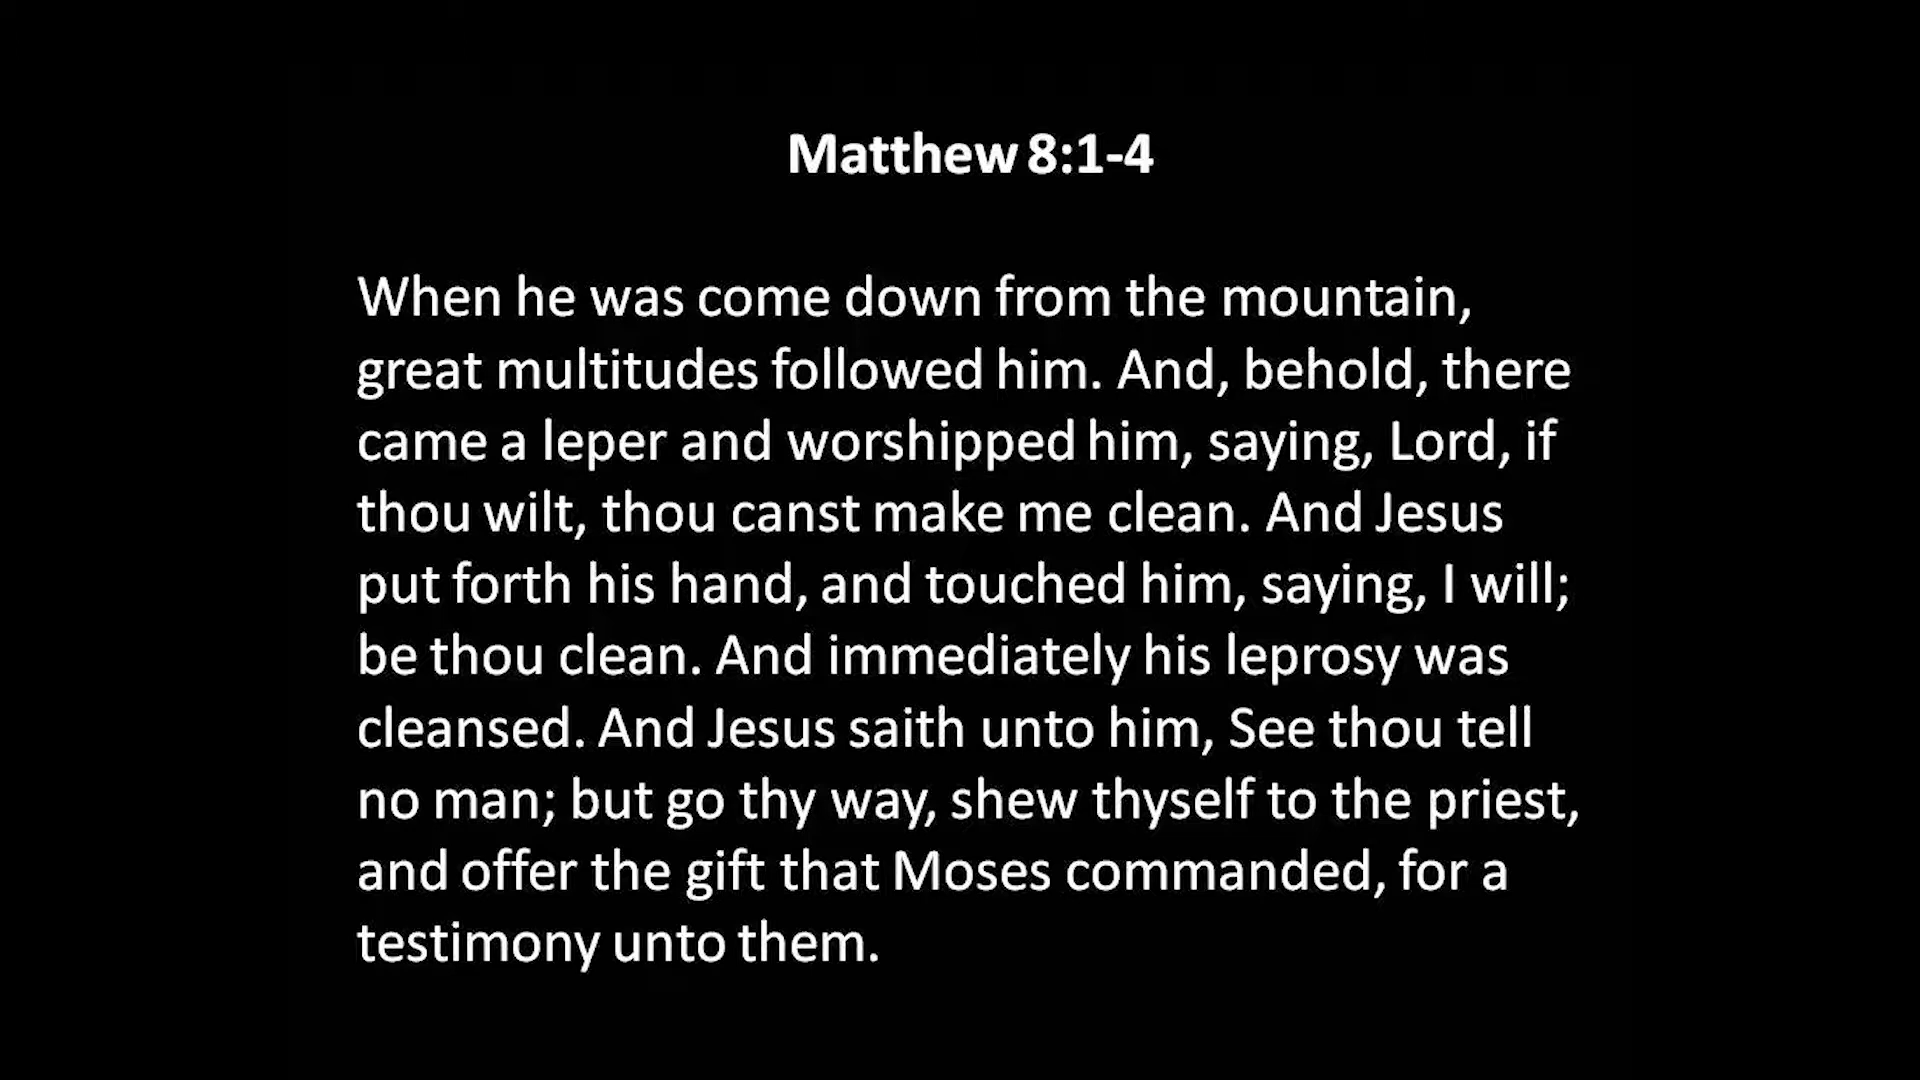 Matthew 8:1-4
When he was come down from the mountain,
great multitudes followed him. And, behold, there
came a leper and worshipped him, saying, Lord, if
thou wilt, thou canst make me clean. And Jesus
put forth his hand, and touched him, saying, I will;
be thou clean. And immediately his leprosy was
cleansed. And Jesus saith unto him, See thou tell
no man; but go thy way, shew thyself to the priest,
and offer the gift that Moses commanded, for a
testimony unto them.